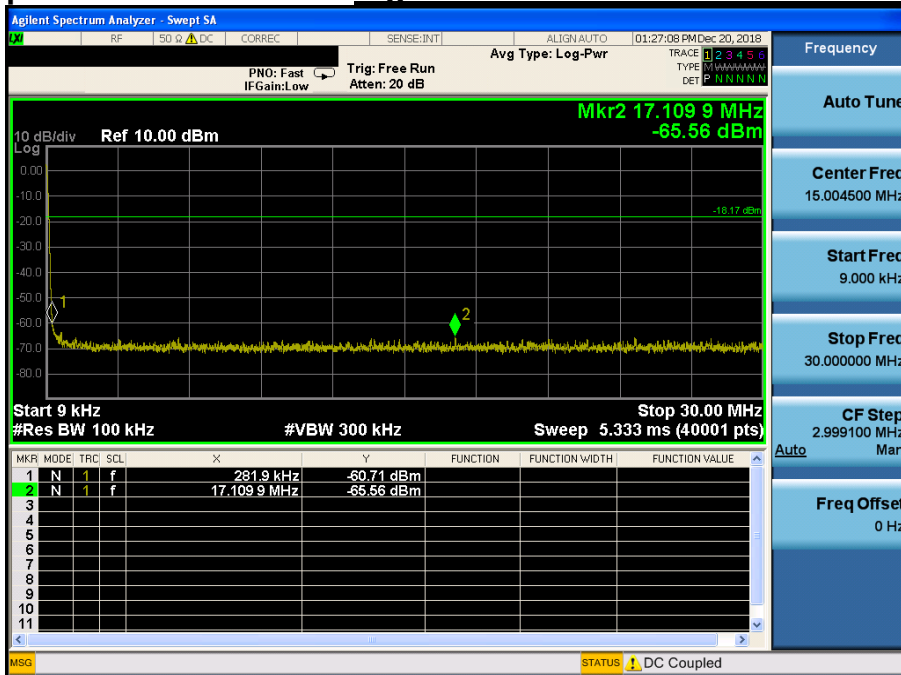 Agilent Spectrum Analyzer - Swept SA
LXI RF 50 Ω DC CORREC SENSE:INT ALIGN AUTO 01:27:08 PM Dec 20, 2018
Avg Type: Log-Pwr TRACE 1 2 3 4 5 6
TYPE M W W W W W
PNO: Fast Trig: Free Run DET P N N N N N
IFGain:Low Atten: 20 dB
Mkr2 17.109 9 MHz
-65.56 dBm
10 dB/div Ref 10.00 dBm
Log
0.00
-10.0
-18.17 dBm
-20.0
-30.0
-40.0
-50.0
1
-60.0
2
-70.0
-80.0
Start 9 kHz Stop 30.00 MHz
#Res BW 100 kHz #VBW 300 kHz Sweep 5.333 ms (40001 pts)
MKR MODE TRC SCL X Y FUNCTION FUNCTION WIDTH FUNCTION VALUE
1 N 1 f 281.9 kHz -60.71 dBm
2 N 1 f 17.109 9 MHz -65.56 dBm
3
4
5
6
7
8
9
10
11
MSG STATUS DC Coupled
Frequency
Auto Tune
Center Freq
15.004500 MHz
Start Freq
9.000 kHz
Stop Freq
30.000000 MHz
CF Step
2.999100 MHz
Auto Man
Freq Offset
0 Hz